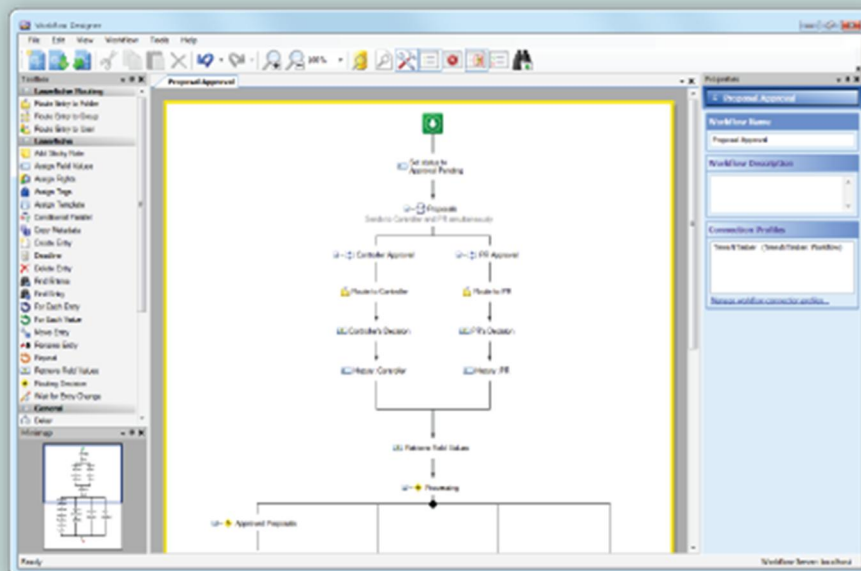 Workflow Designer
File Edit View Workflow Tools Help
100%
Toolbox
Proposal Approval
Properties
Laserfiche Routing
Route Entry to Folder
Route Entry to Group
Route Entry to User
Laserfiche
Add Sticky Note
Assign Field Values
Assign Rights
Assign Tags
Assign Template
Conditional Parallel
Copy Metadata
Create Entry
Deadline
Delete Entry
Find Entries
Find Entry
For Each Entry
For Each Value
Move Entry
Rename Entry
Repeat
Retrieve Field Values
Routing Decision
Wait for Entry Change
General
Delay
Minimap
Set status to
Approval Pending
Proposals
Sends to Controller and PR simultaneously
Controller Approval
PR Approval
Route to Controller
Route to PR
Controller's Decision
PR's Decision
History: Controller
History: PR
Retrieve Field Values
Processing
Approved Proposals
Proposal Approval
Workflow Name
Proposal Approval
Workflow Description
Connection Profiles
Manage workflow connection profiles...
Ready
Workflow Server: localhost